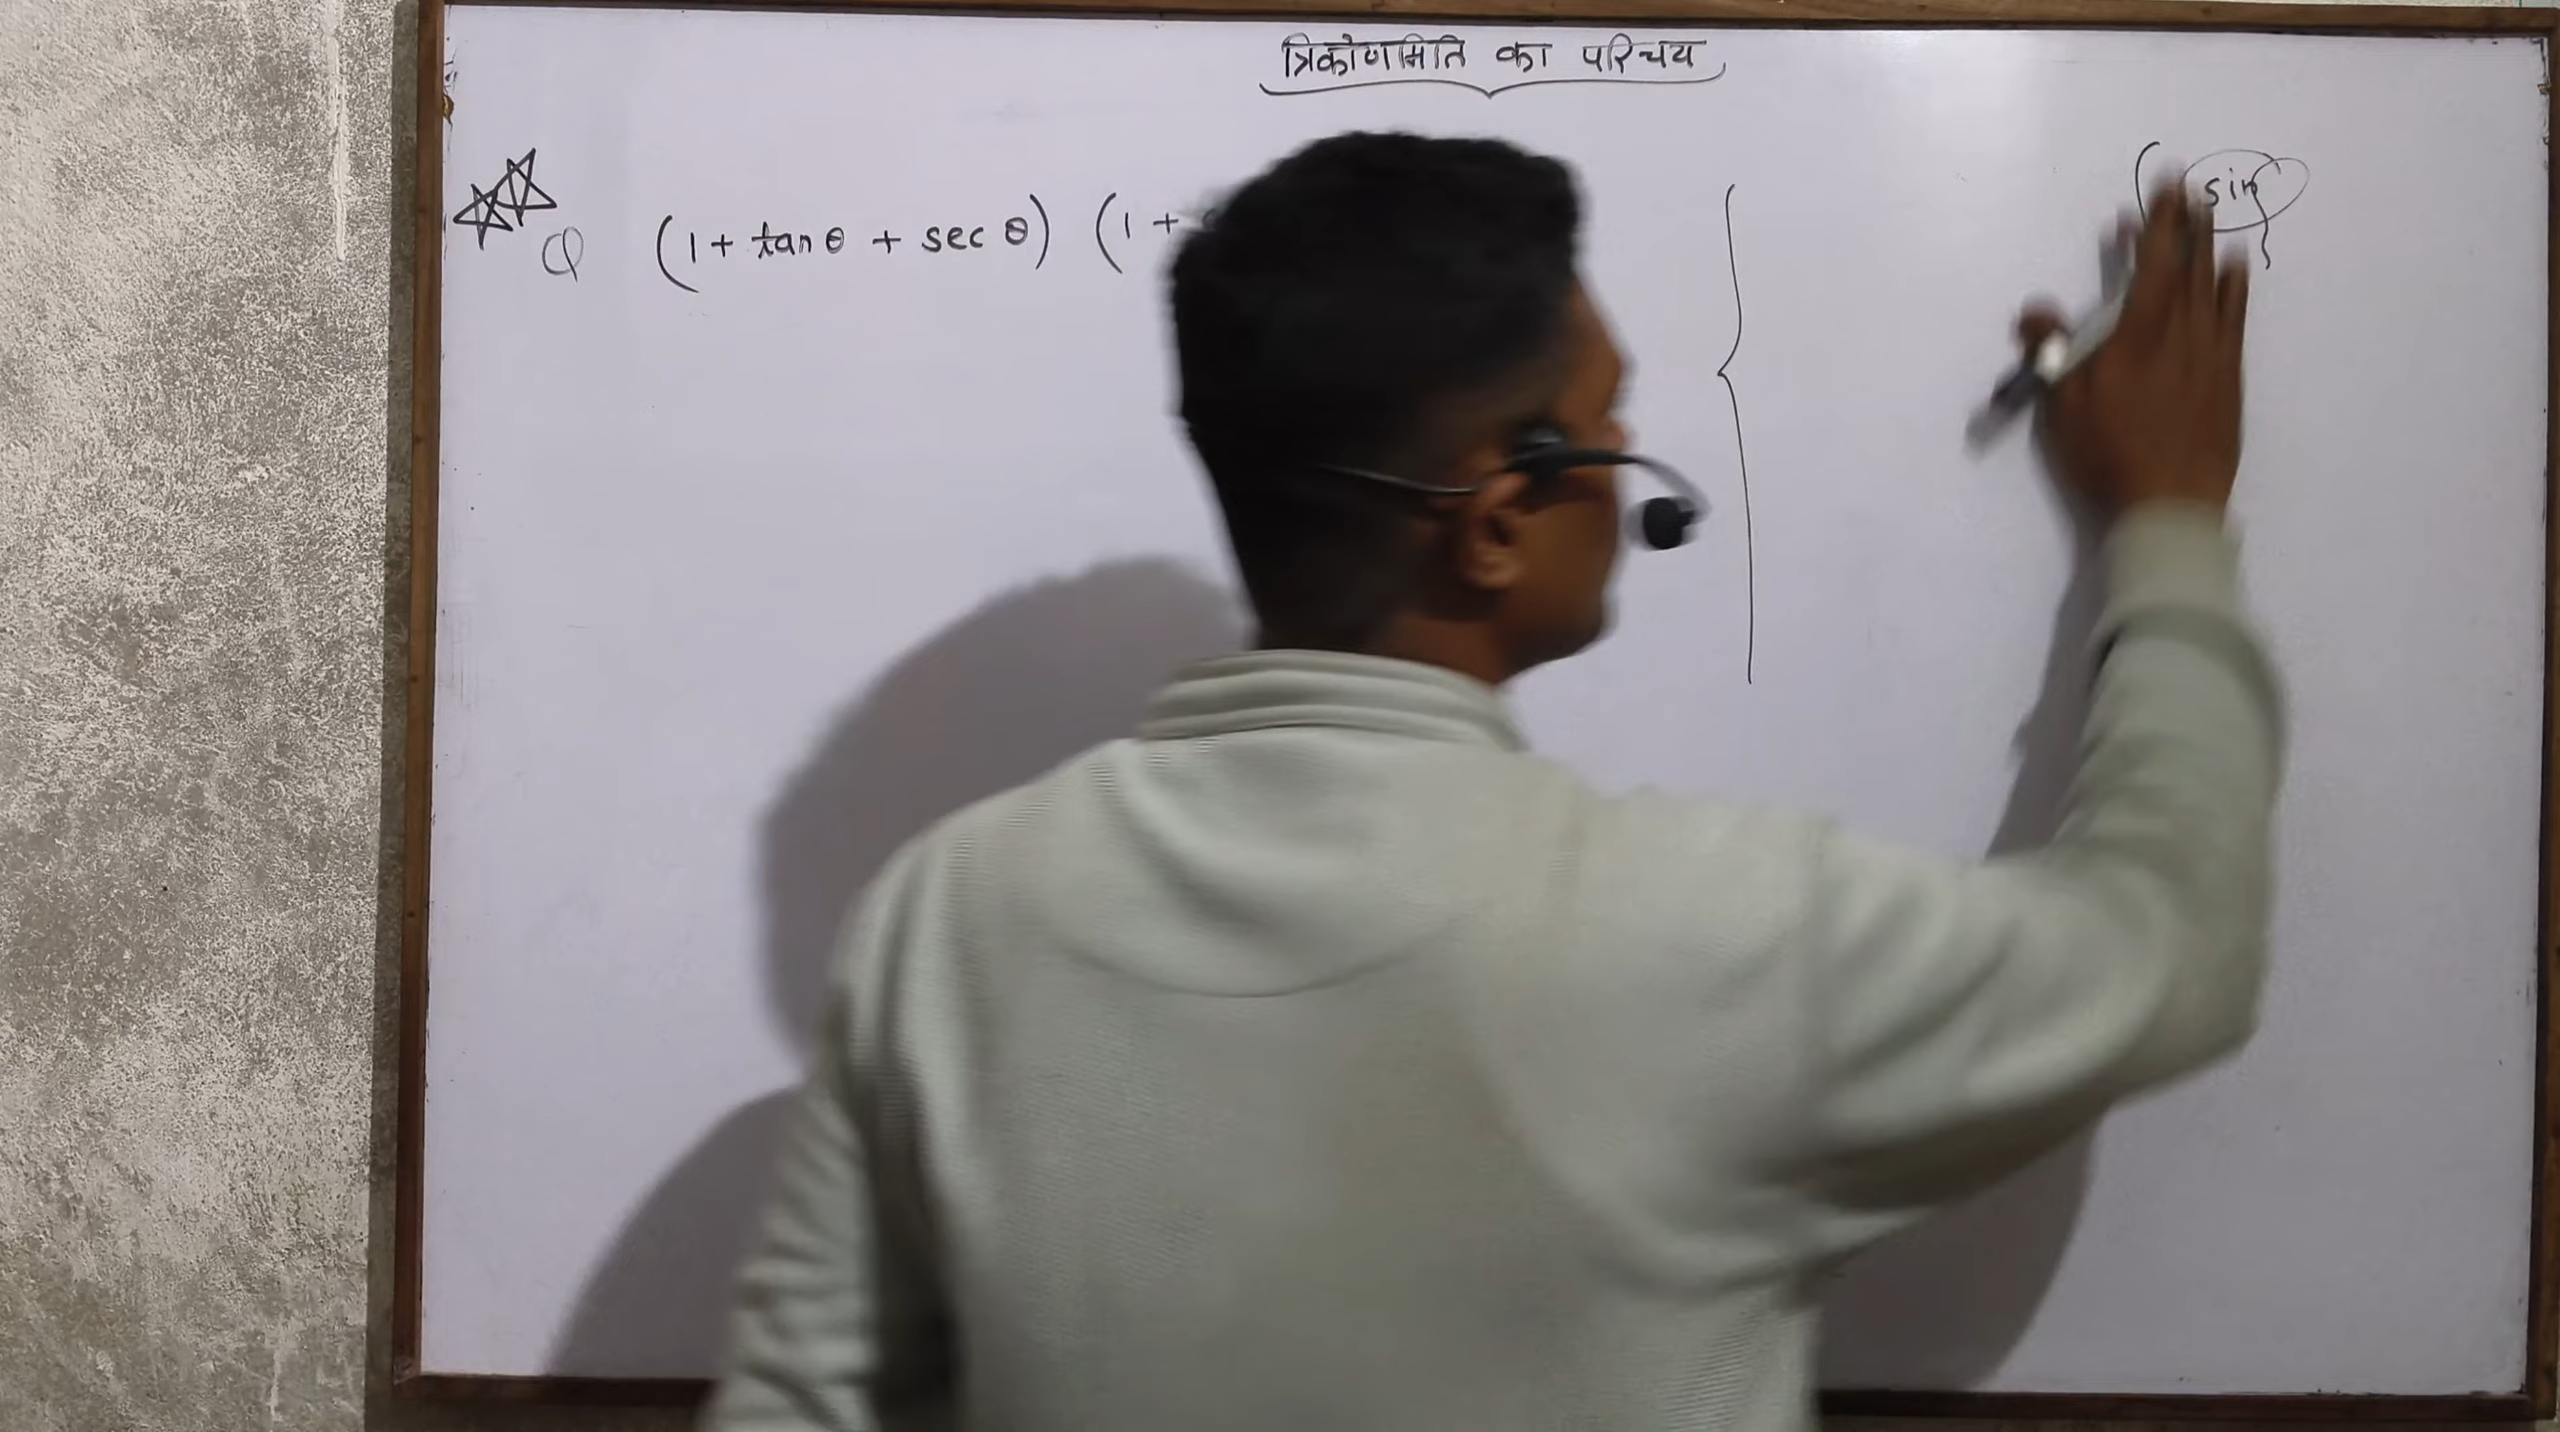 त्रिकोणमिति का परिचय
Q (1 + tan θ + sec θ) (1 +
sin